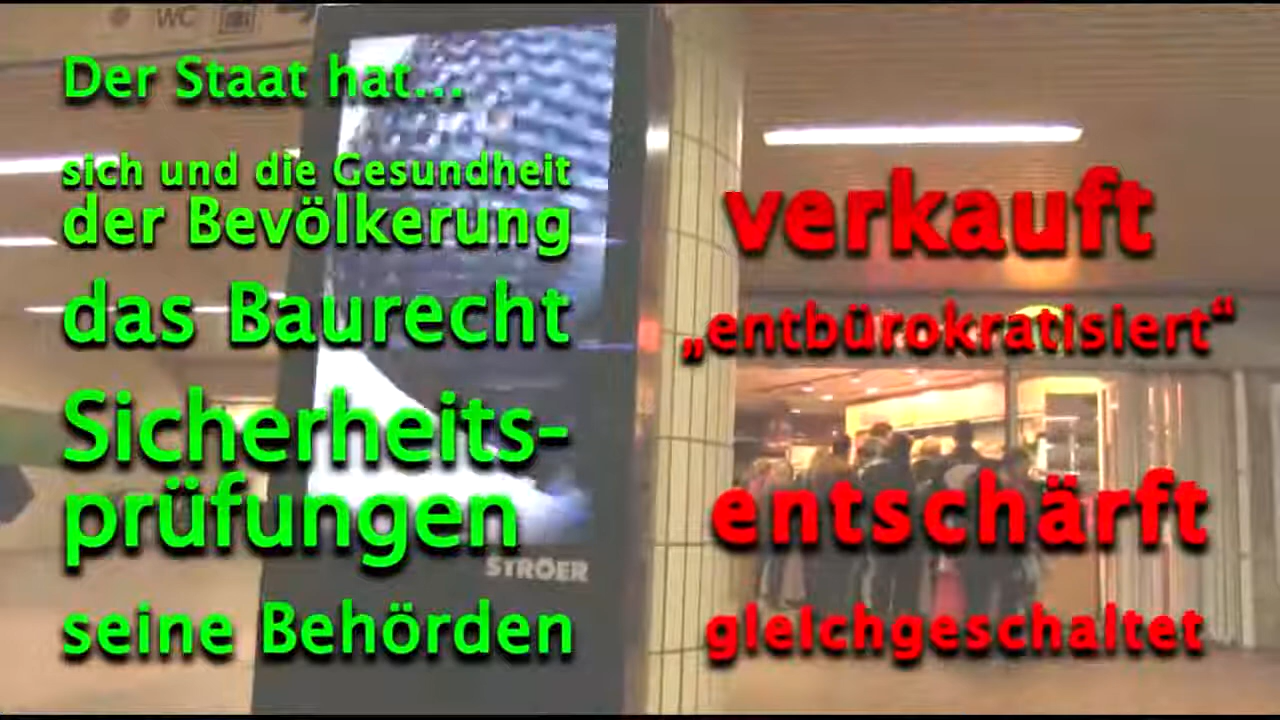 WC
Der Staat hat...
sich und die Gesundheit
der Bevölkerung
verkauft
das Baurecht
„entbürokratisiert“
Sicherheits-
prüfungen
entschärft
STRÖER
seine Behörden
gleichgeschaltet